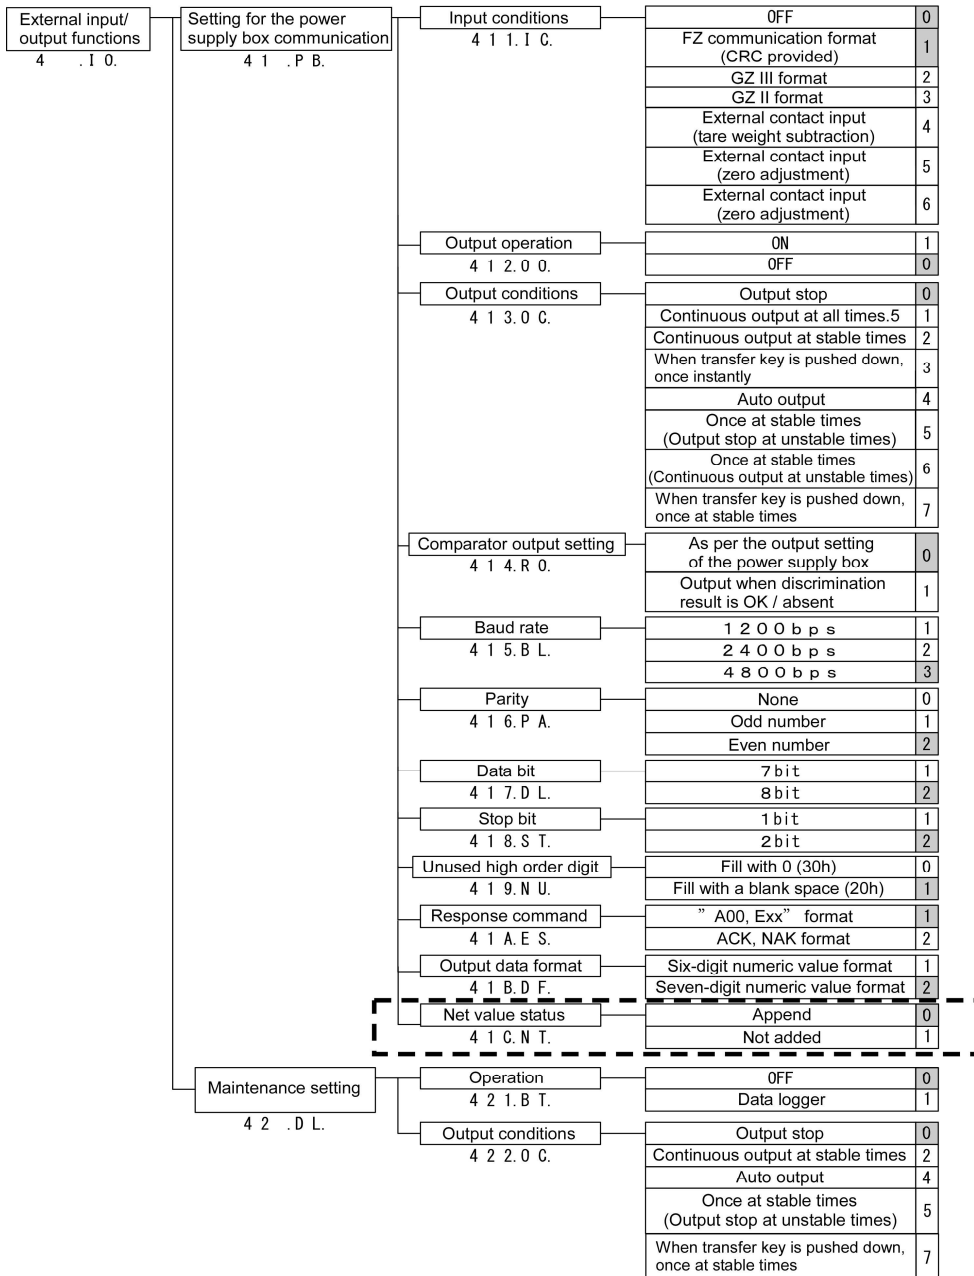 External input/
output functions
4 .I O.
Setting for the power
supply box communication
4 1 .P B.
Input conditions
4 1 1.I C.
OFF 0
FZ communication format
(CRC provided) 1
GZ III format 2
GZ II format 3
External contact input
(tare weight subtraction) 4
External contact input
(zero adjustment) 5
External contact input
(zero adjustment) 6
Output operation
4 1 2.O O.
ON 1
OFF 0
Output conditions
4 1 3.O C.
Output stop 0
Continuous output at all times.5 1
Continuous output at stable times 2
When transfer key is pushed down,
once instantly 3
Auto output 4
Once at stable times
(Output stop at unstable times) 5
Once at stable times
(Continuous output at unstable times) 6
When transfer key is pushed down,
once at stable times 7
Comparator output setting
4 1 4.R O.
As per the output setting
of the power supply box 0
Output when discrimination
result is OK / absent 1
Baud rate
4 1 5.B L.
1200bps 1
2400bps 2
4800bps 3
Parity
4 1 6.P A.
None 0
Odd number 1
Even number 2
Data bit
4 1 7.D L.
7bit 1
8bit 2
Stop bit
4 1 8.S T.
1bit 1
2bit 2
Unused high order digit
4 1 9.N U.
Fill with 0 (30h) 0
Fill with a blank space (20h) 1
Response command
4 1 A.E S.
” A00, Exx” format 1
ACK, NAK format 2
Output data format
4 1 B.D F.
Six-digit numeric value format 1
Seven-digit numeric value format 2
Net value status
4 1 C.N T.
Append 0
Not added 1
Maintenance setting
4 2 .D L.
Operation
4 2 1.B T.
OFF 0
Data logger 1
Output conditions
4 2 2.O C.
Output stop 0
Continuous output at stable times 2
Auto output 4
Once at stable times
(Output stop at unstable times) 5
When transfer key is pushed down,
once at stable times 7